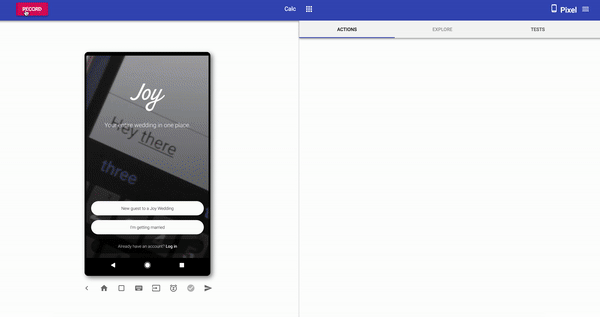 RECORD
Calc
Pixel
ACTIONS
EXPLORE
TESTS
Joy
Your entire wedding in one place
Hey there
three
New guest to a Joy Wedding
I'm getting married
Already have an account? Log in